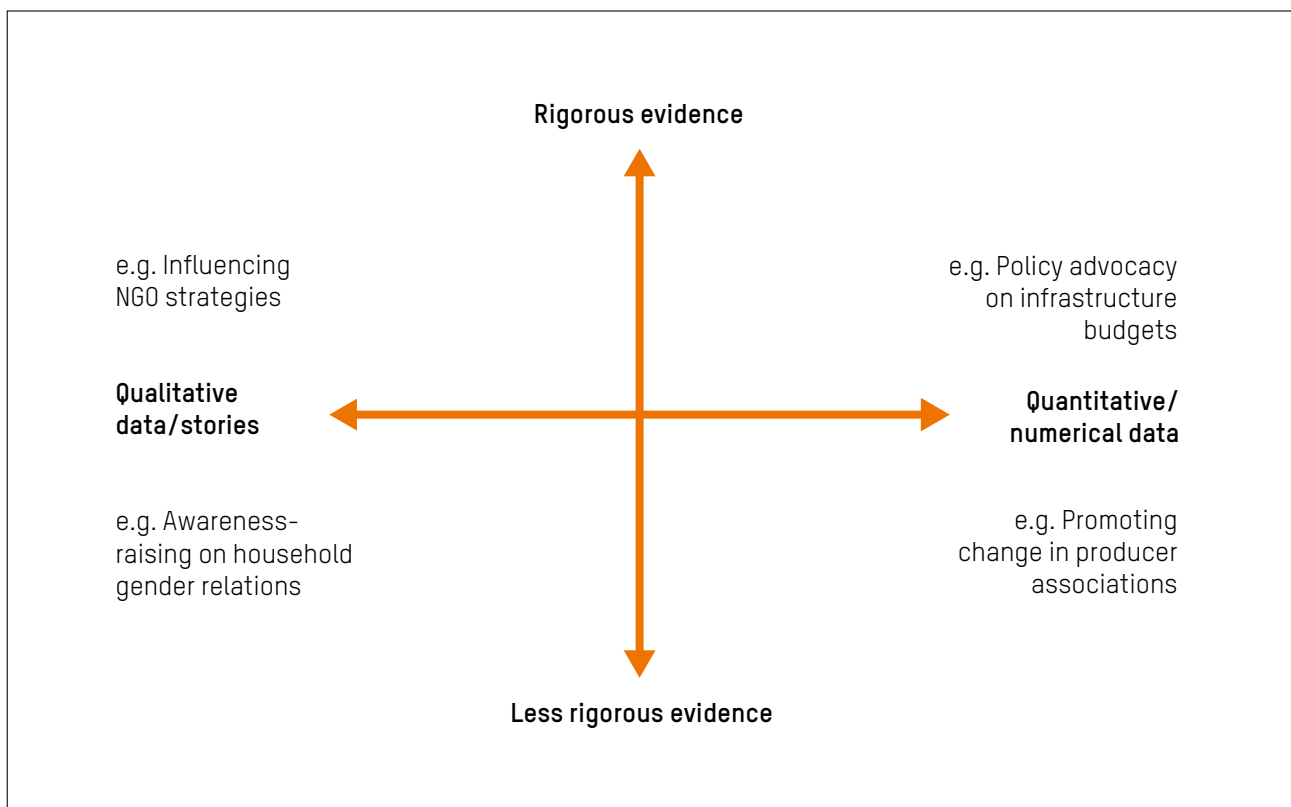 Rigorous evidence
e.g. Influencing
NGO strategies
e.g. Policy advocacy
on infrastructure
budgets
Qualitative
data/stories
Quantitative/
numerical data
e.g. Awareness-
raising on household
gender relations
e.g. Promoting
change in producer
associations
Less rigorous evidence